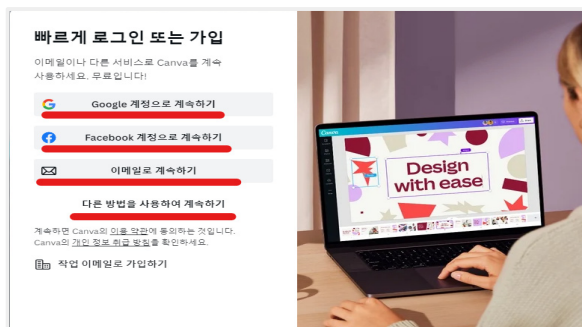 빠르게 로그인 또는 가입
이메일이나 다른 서비스로 Canva를 계속
사용하세요. 무료입니다!
Google 계정으로 계속하기
Facebook 계정으로 계속하기
이메일로 계속하기
다른 방법을 사용하여 계속하기
계속하면 Canva의 이용 약관에 동의하는 것입니다.
Canva의 개인 정보 취급 방침을 확인하세요.
작업 이메일로 가입하기
Canva
Design
with ease